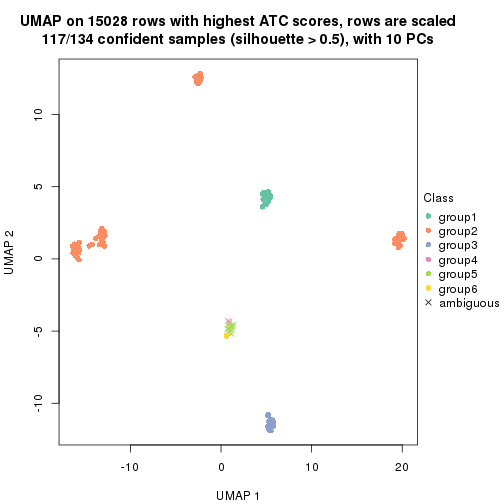 UMAP on 15028 rows with highest ATC scores, rows are scaled
117/134 confident samples (silhouette > 0.5), with 10 PCs
10
5
0
-5
-10
UMAP 2
-10
0
10
20
UMAP 1
Class
group1
group2
group3
group4
group5
group6
ambiguous